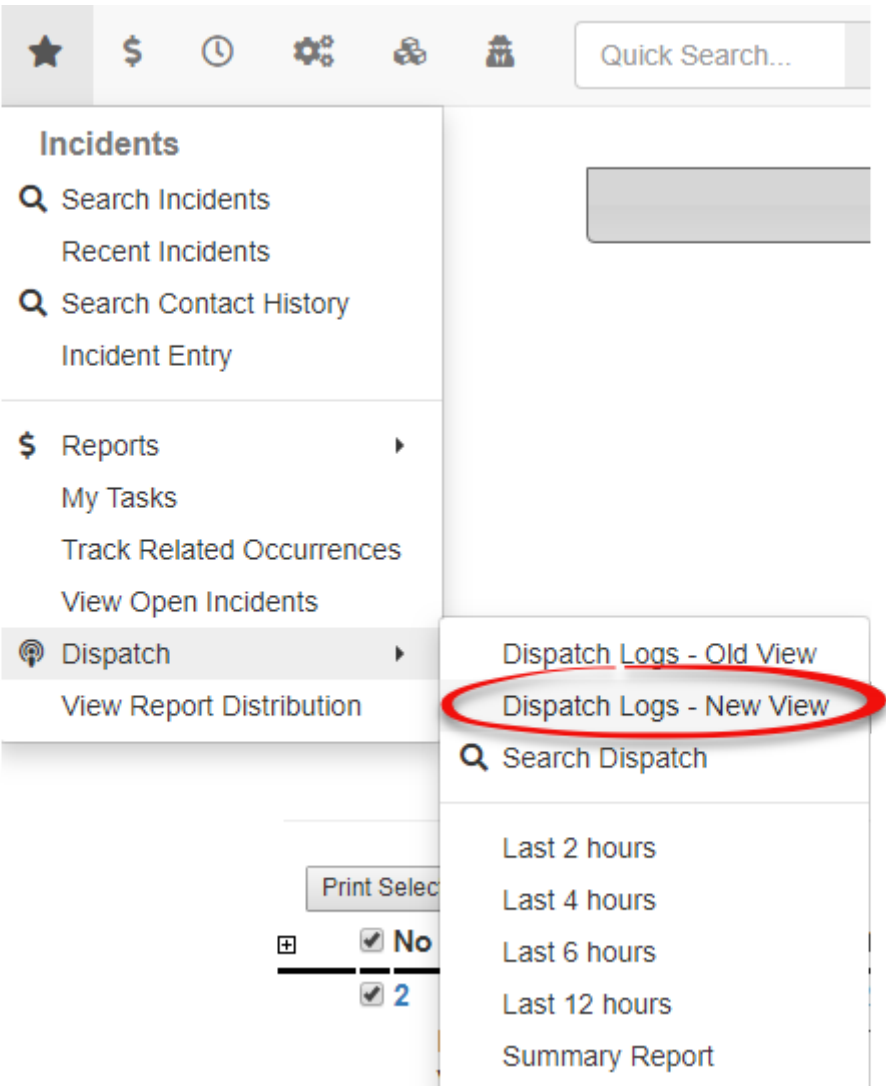 $
Quick Search...
Incidents
Search Incidents
Recent Incidents
Search Contact History
Incident Entry
$ Reports
My Tasks
Track Related Occurrences
View Open Incidents
Dispatch
View Report Distribution
Dispatch Logs - Old View
Dispatch Logs - New View
Search Dispatch
Last 2 hours
Last 4 hours
Last 6 hours
Last 12 hours
Summary Report
Print Selec
No
2